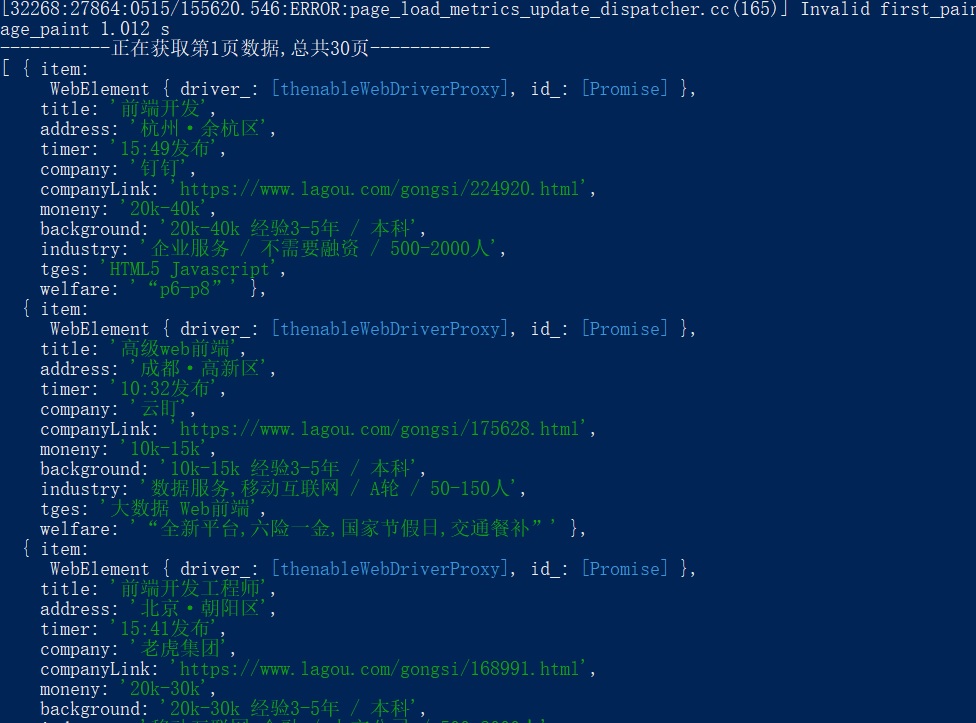 [32268:27864:0515/155620.546:ERROR:page_load_metrics_update_dispatcher.cc(165)] Invalid first_pain
age_paint 1.012 s
-----------正在获取第1页数据,总共30页------------
[ { item:
WebElement { driver_: [thenableWebDriverProxy], id_: [Promise] },
title: '前端开发',
address: '杭州·余杭区',
timer: '15:49发布',
company: '钉钉',
companyLink: 'https://www.lagou.com/gongsi/224920.html',
moneny: '20k-40k',
background: '20k-40k 经验3-5年 / 本科',
industry: '企业服务 / 不需要融资 / 500-2000人',
tges: 'HTML5 Javascript',
welfare: '“p6-p8”' },
{ item:
WebElement { driver_: [thenableWebDriverProxy], id_: [Promise] },
title: '高级web前端',
address: '成都·高新区',
timer: '10:32发布',
company: '云盯',
companyLink: 'https://www.lagou.com/gongsi/175628.html',
moneny: '10k-15k',
background: '10k-15k 经验3-5年 / 本科',
industry: '数据服务,移动互联网 / A轮 / 50-150人',
tges: '大数据 Web前端',
welfare: '“全新平台,六险一金,国家节假日,交通餐补”' },
{ item:
WebElement { driver_: [thenableWebDriverProxy], id_: [Promise] },
title: '前端开发工程师',
address: '北京·朝阳区',
timer: '15:41发布',
company: '老虎集团',
companyLink: 'https://www.lagou.com/gongsi/168991.html',
moneny: '20k-30k',
background: '20k-30k 经验3-5年 / 本科',